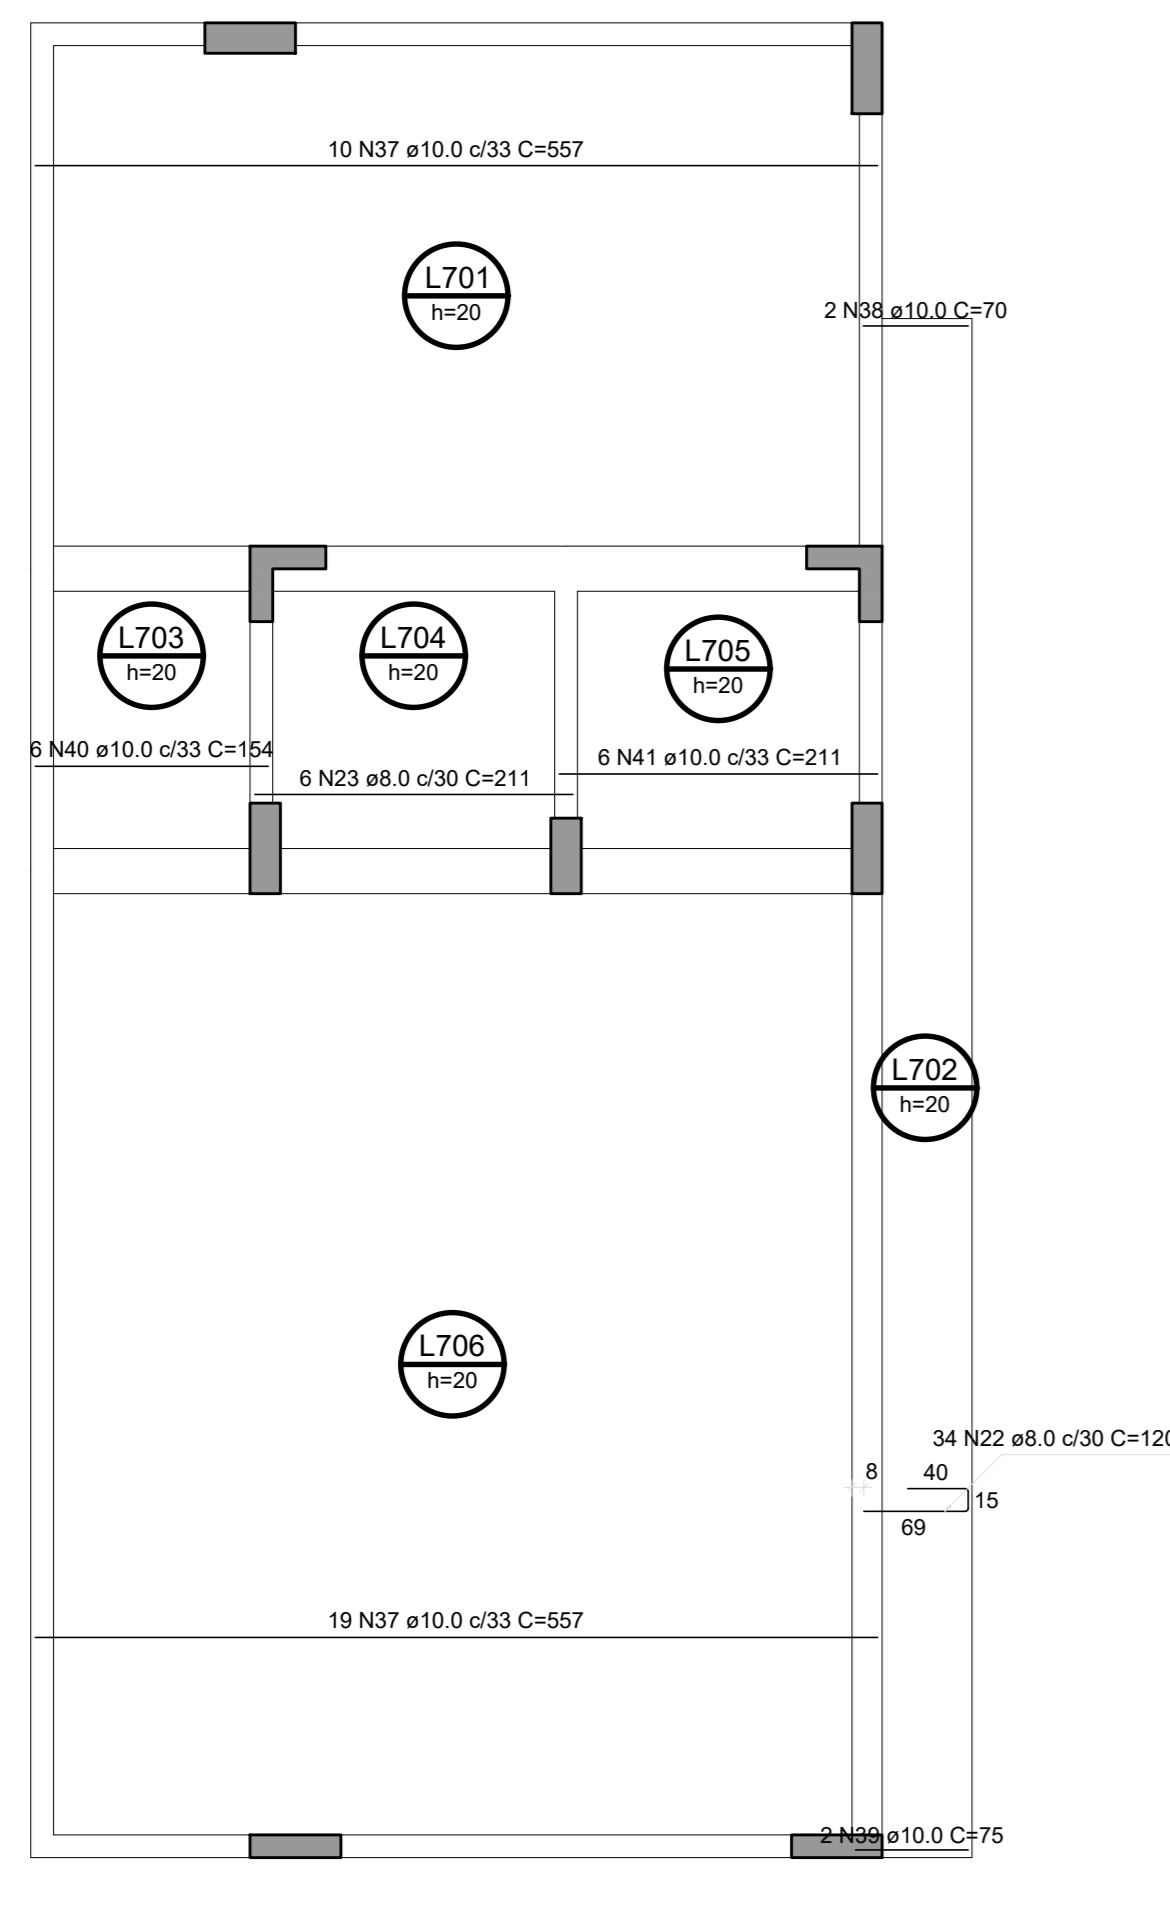 10 N37 ø10.0 c/33 C=557
L701
h=20
2 N38 ø10.0 C=70
L703
h=20
L704
h=20
L705
h=20
6 N40 ø10.0 c/33 C=154
6 N23 ø8.0 c/30 C=211
6 N41 ø10.0 c/33 C=211
L702
h=20
L706
h=20
34 N22 ø8.0 c/30 C=120
8
40
15
69
19 N37 ø10.0 c/33 C=557
2 N39 ø10.0 C=75